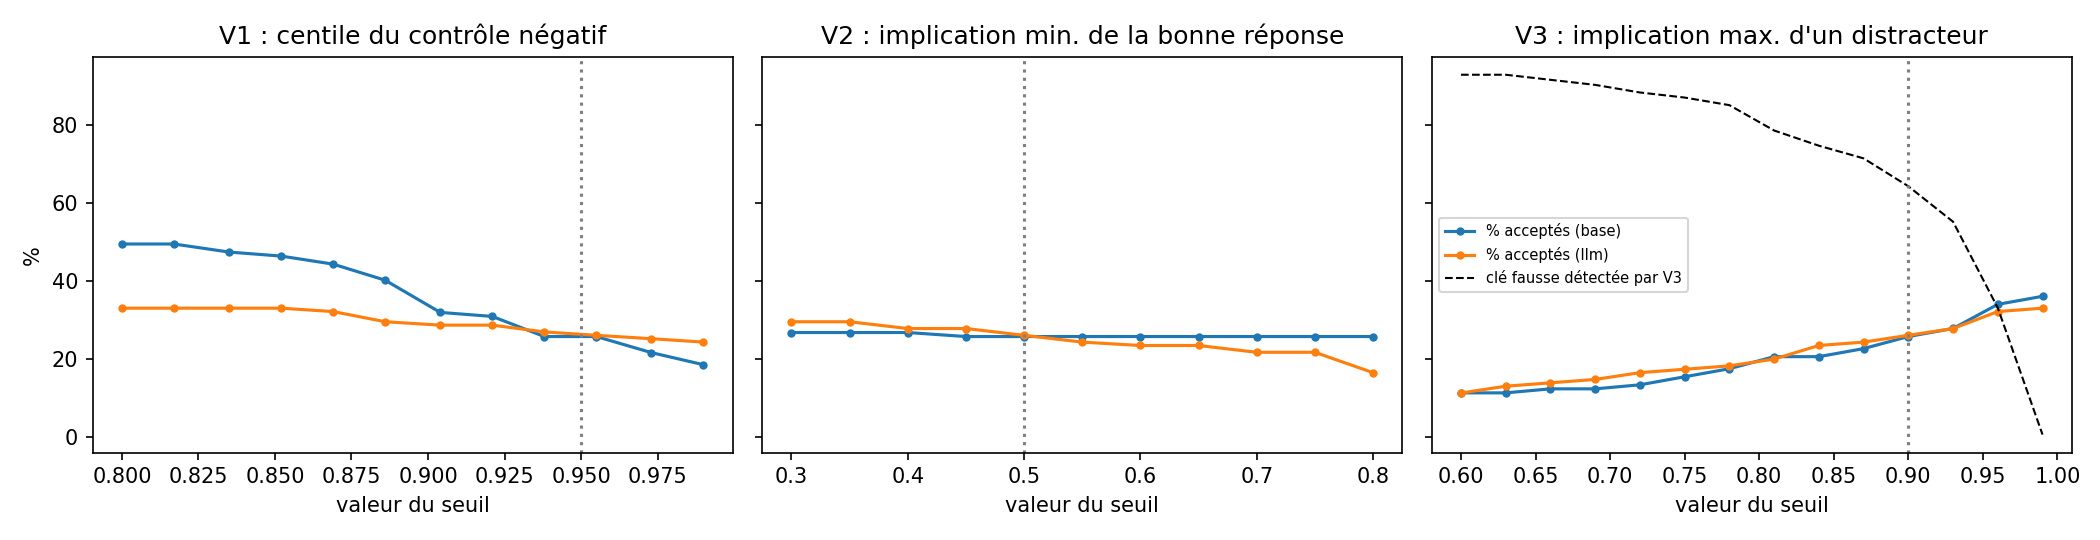 V1 : centile du contrôle négatif
V2 : implication min. de la bonne réponse
V3 : implication max. d'un distracteur
%
80
60
40
20
0
% acceptés (base)
% acceptés (llm)
clé fausse détectée par V3
0.800 0.825 0.850 0.875 0.900 0.925 0.950 0.975
0.3 0.4 0.5 0.6 0.7 0.8
0.60 0.65 0.70 0.75 0.80 0.85 0.90 0.95 1.00
valeur du seuil
valeur du seuil
valeur du seuil